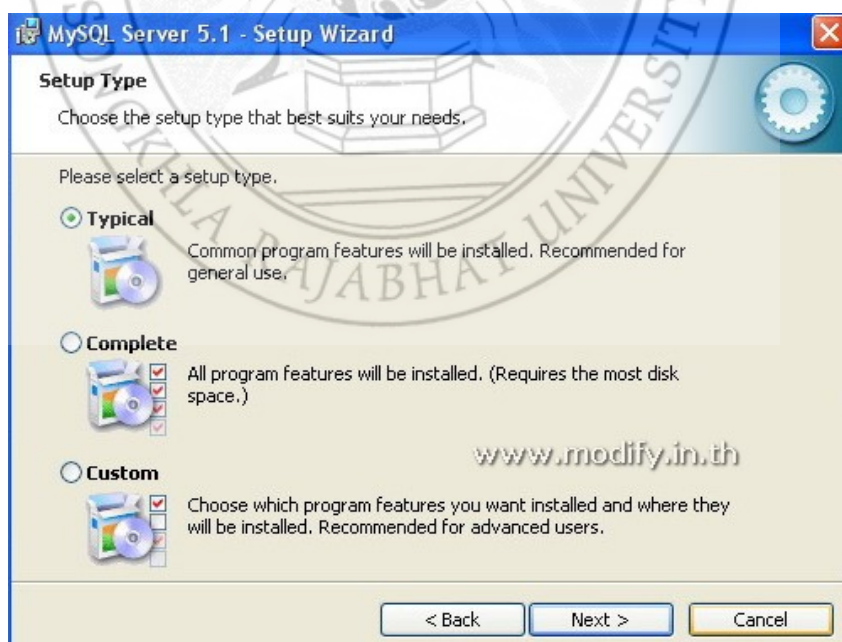 MySQL Server 5.1 - Setup Wizard
Setup Type
Choose the setup type that best suits your needs.
Please select a setup type.
Typical
Common program features will be installed. Recommended for
general use.
Complete
All program features will be installed. (Requires the most disk
space.)
www.modify.in.th
Custom
Choose which program features you want installed and where they
will be installed. Recommended for advanced users.
< Back
Next >
Cancel
SONGKHLA RAJABHAT UNIVERSITY